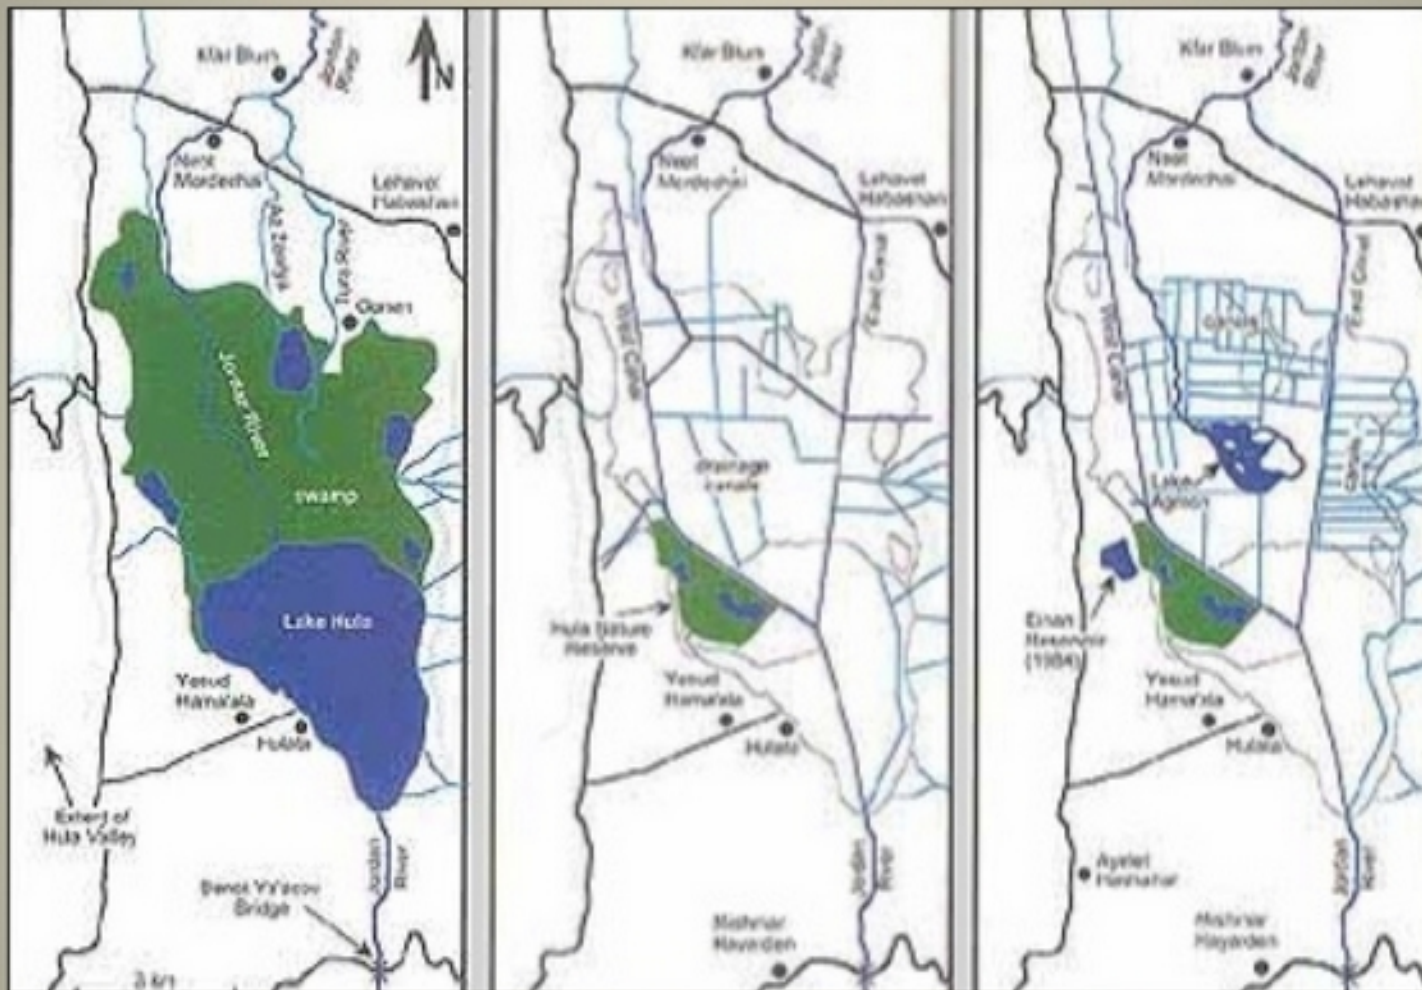 Kfar Blum
Jordan
River
N
Neot
Mordechai
Lehavot
Habashan
Tura River
Gonen
Jordan River
swamp
Lake Hula
Yesud
Hama'ala
Hulata
Extent of
Hula Valley
Jordan
River
Benot Ya'acov
Bridge
3 km
Kfar Blum
Jordan
River
Neot
Mordechai
Lehavot
Habashan
East Canal
West Canal
drainage
canals
Hula Nature
Reserve
Yesud
Hama'ala
Hulata
Jordan
River
Mishmar
Hayarden
Kfar Blum
Jordan
River
Neot
Mordechai
Lehavot
Habashan
East Canal
canals
West Canal
Lake
Agmon
canals
Einan
Reservoir
(1984)
Yesud
Hama'ala
Hulata
Ayelet
Hashahar
Jordan
River
Mishmar
Hayarden